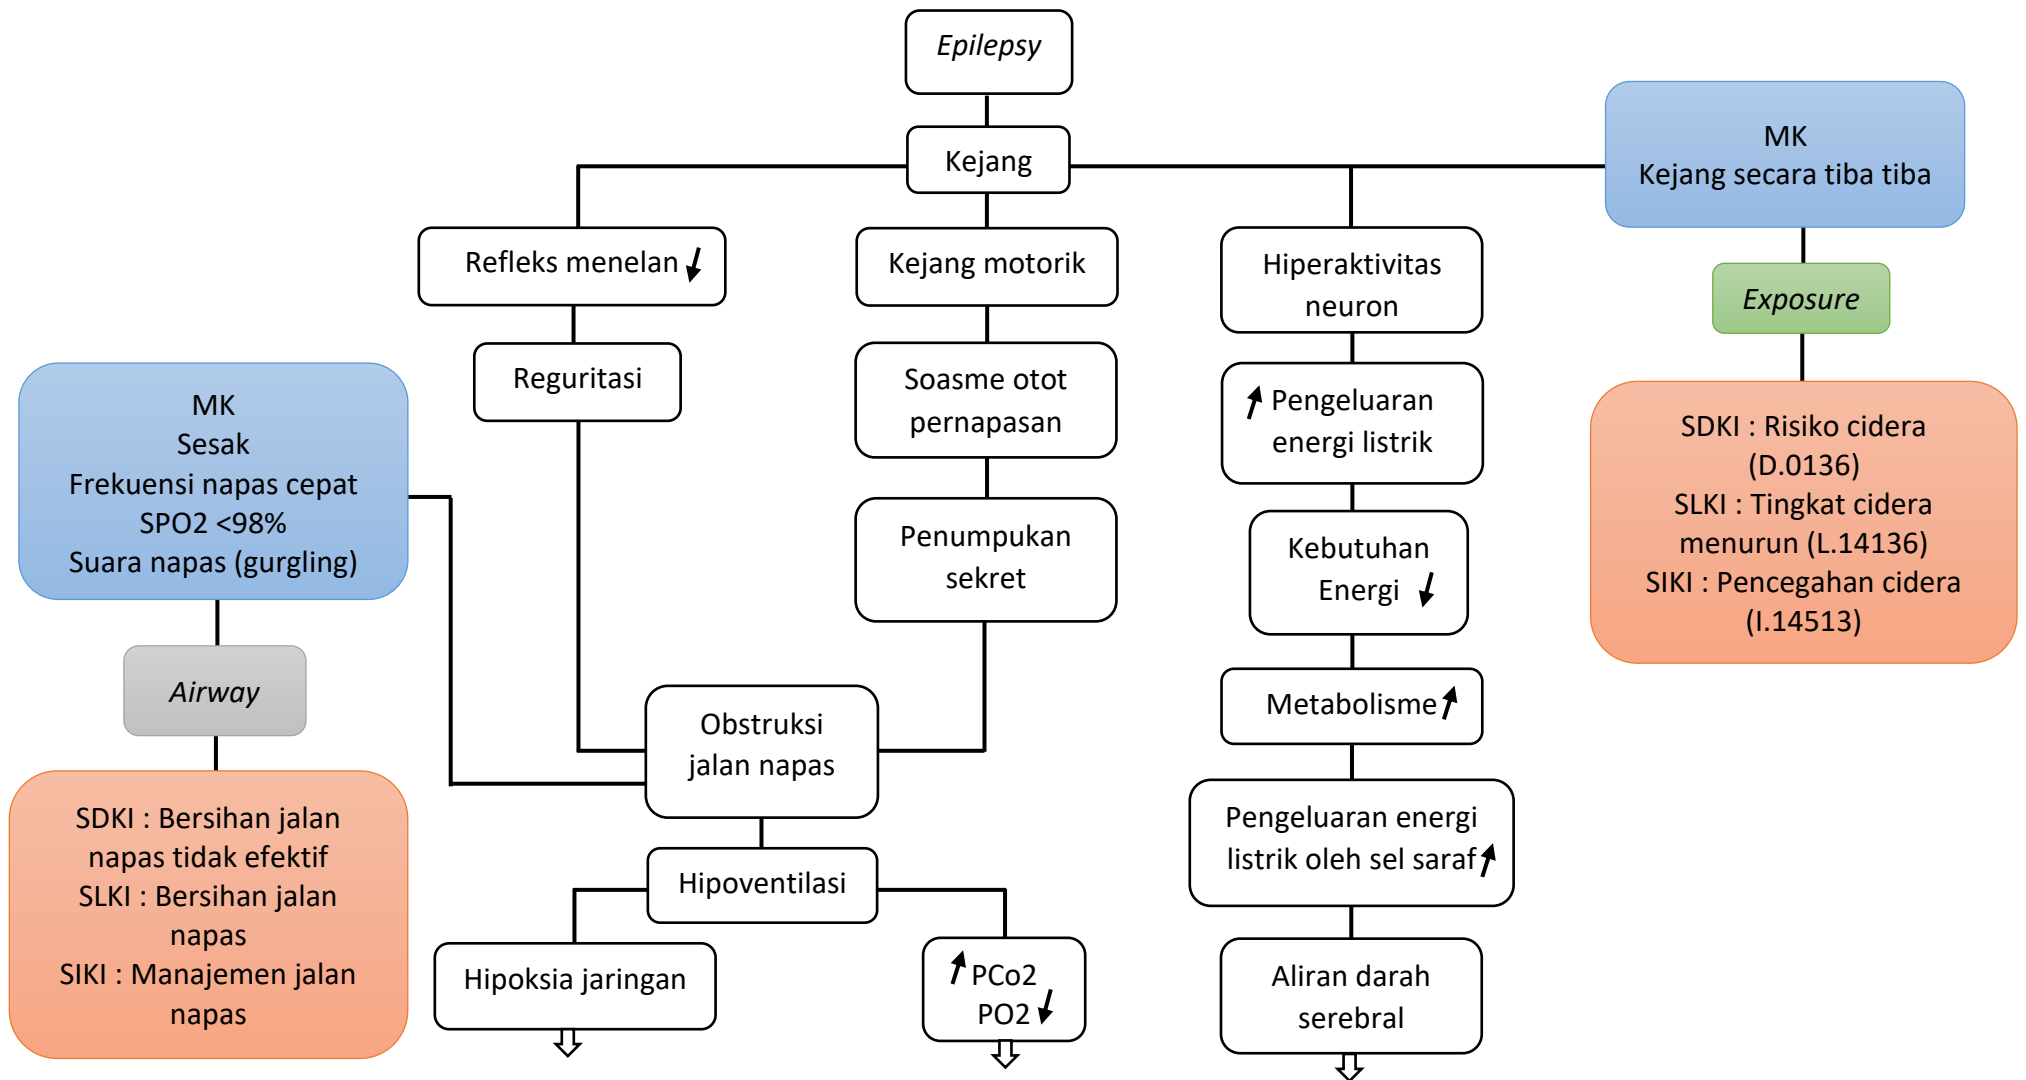 Epilepsy
Kejang
MK
Kejang secara tiba tiba
Refleks menelan
Kejang motorik
Hiperaktivitas
neuron
Exposure
Reguritasi
Soasme otot
pernapasan
Pengeluaran
energi listrik
MK
Sesak
Frekuensi napas cepat
SPO2 <98%
Suara napas (gurgling)
SDKI : Risiko cidera
(D.0136)
SLKI : Tingkat cidera
menurun (L.14136)
SIKI : Pencegahan cidera
(I.14513)
Penumpukan
sekret
Kebutuhan
Energi
Airway
Obstruksi
jalan napas
Metabolisme
SDKI : Bersihan jalan
napas tidak efektif
SLKI : Bersihan jalan
napas
SIKI : Manajemen jalan
napas
Pengeluaran energi
listrik oleh sel saraf
Hipoventilasi
Hipoksia jaringan
PCo2
PO2
Aliran darah
serebral